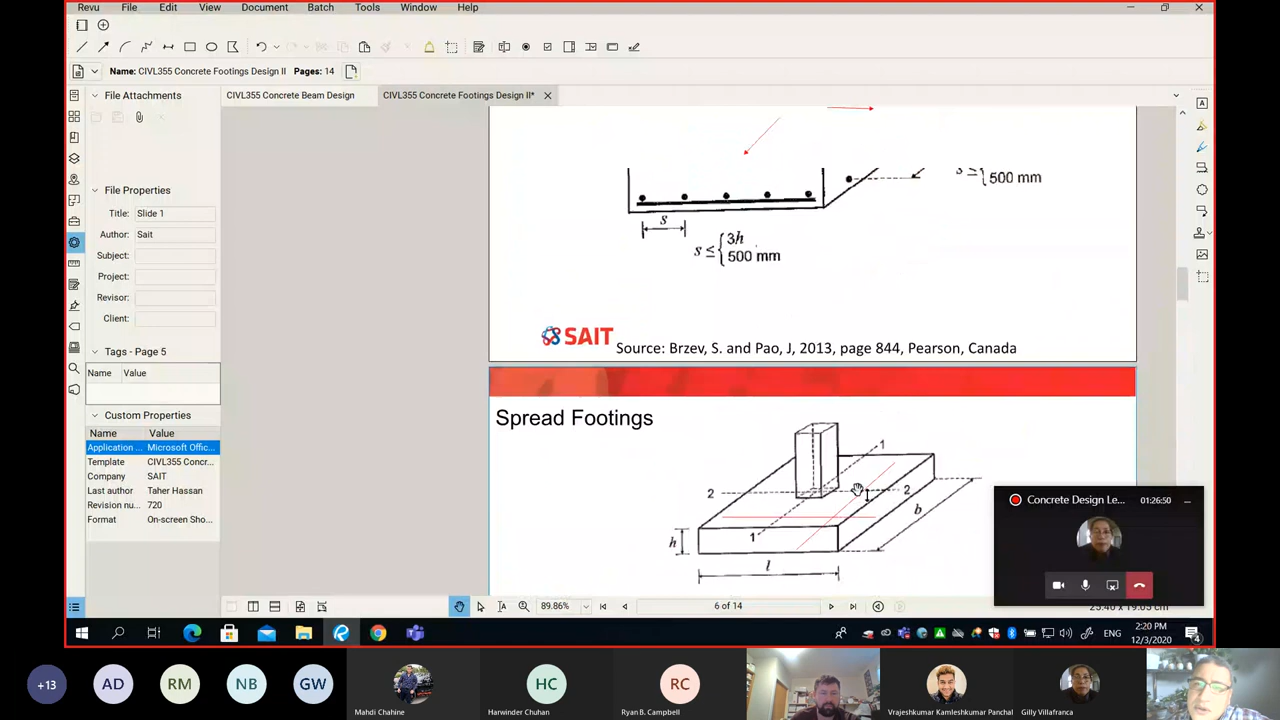 Revu File Edit View Document Batch Tools Window Help
Name: CIVL355 Concrete Footings Design II Pages: 14
File Attachments
CIVL355 Concrete Beam Design
CIVL355 Concrete Footings Design II*
File Properties
Title: Slide 1
Author: Sait
Subject:
Project:
Revisor:
Client:
Tags - Page 5
Name Value
Custom Properties
Name Value
Application ... Microsoft Offic...
Template CIVL355 Concr...
Company SAIT
Last author Taher Hassan
Revision nu... 720
Format On-screen Sho...
500 mm
s
s ≤ { 3h
500 mm
SAIT
Source: Brzev, S. and Pao, J, 2013, page 844, Pearson, Canada
Spread Footings
1
2
2
b
h
1
l
Concrete Design Le... 01:26:50
89.86%
6 of 14
25.40 x 19.05 cm
ENG
2:20 PM
12/3/2020
4
+13
AD
RM
NB
GW
Mahdi Chahine
HC
Harwinder Chuhan
RC
Ryan B. Campbell
Vrajeshkumar Kamleshkumar Panchal
Gilly Villafranca